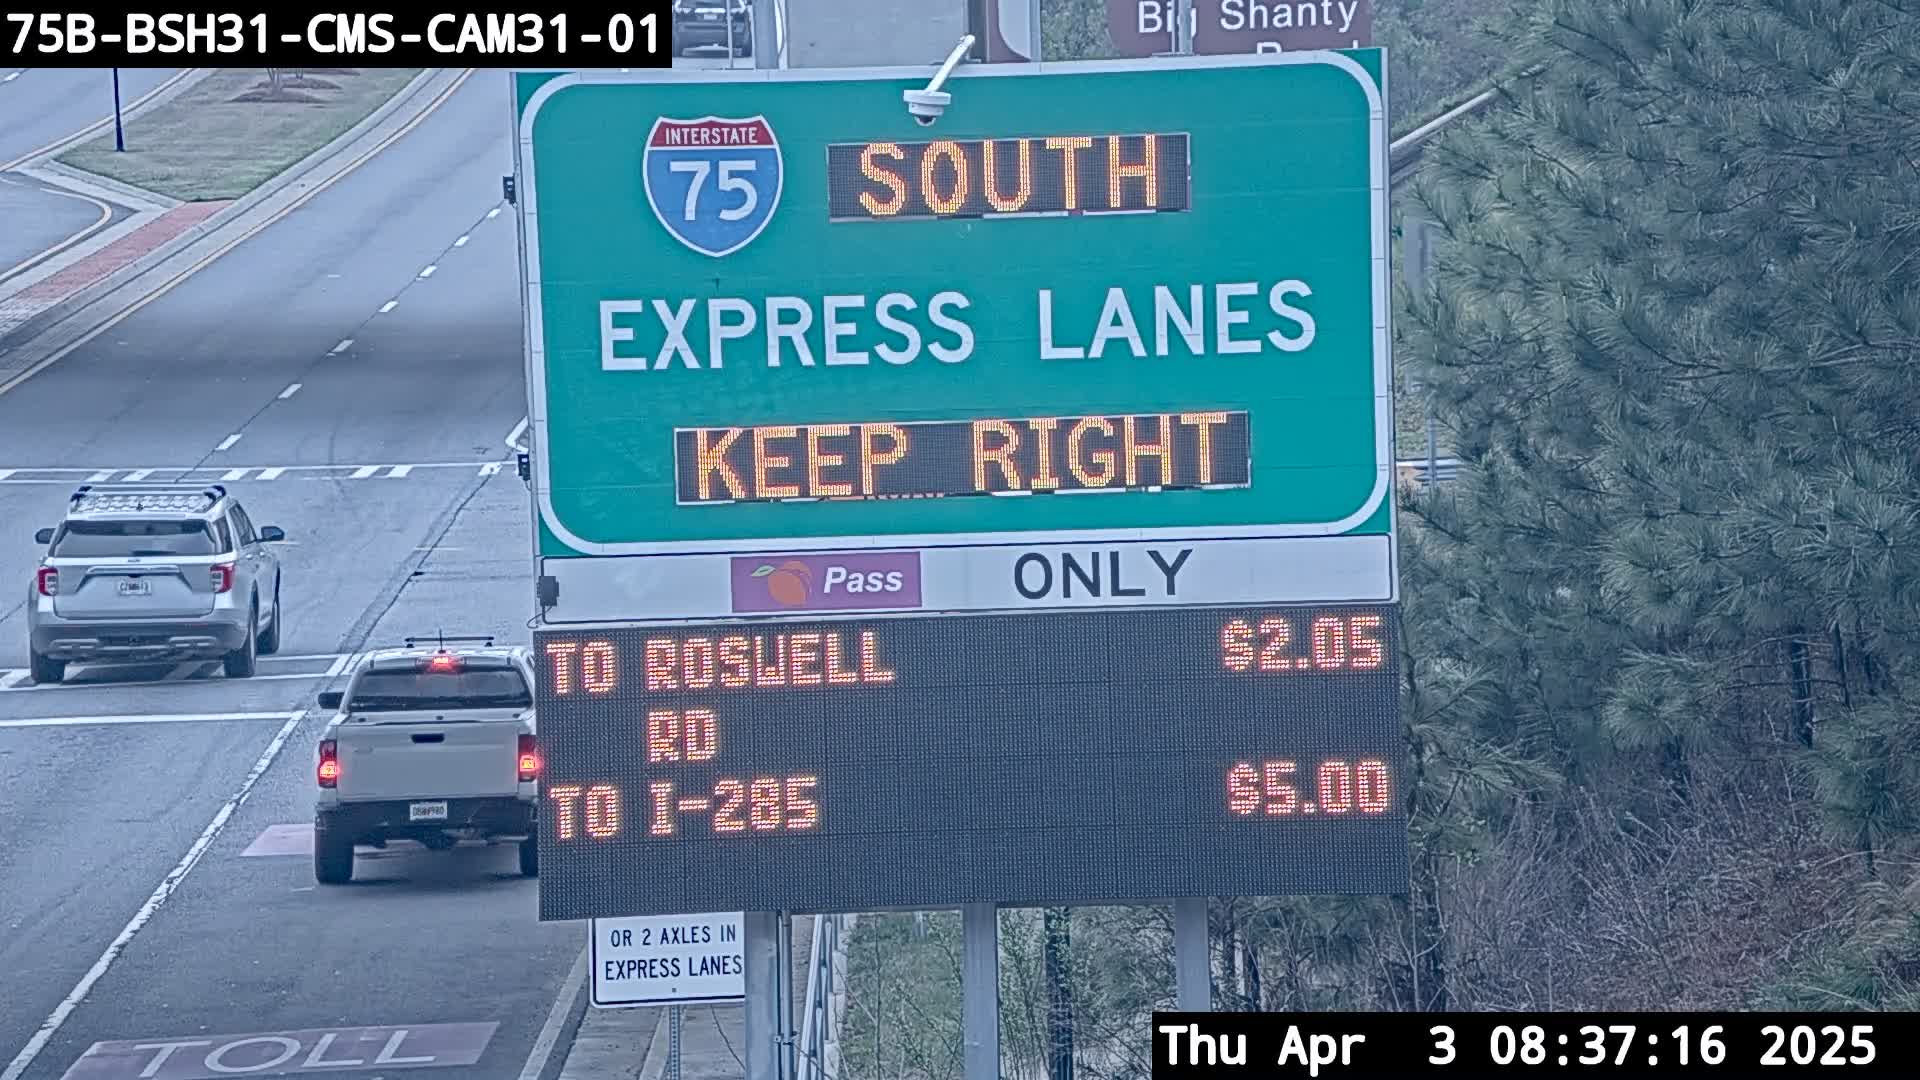 75B-BSH31-CMS-CAM31-01
Big Shanty
Road
INTERSTATE
75
SOUTH
EXPRESS LANES
KEEP RIGHT
Pass
ONLY
TO ROSWELL $2.05
RD
TO I-285 $5.00
OR 2 AXLES IN
EXPRESS LANES
TOLL
Thu Apr 3 08:37:16 2025